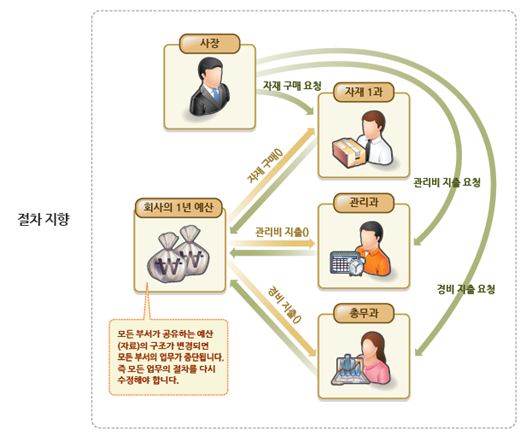 사장
자재 구매 요청
자재 1과
자재 구매()
관리비 지출 요청
절차 지향
회사의 1년 예산
관리비 지출()
관리과
경비 지출()
경비 지출 요청
총무과
모든 부서가 공유하는 예산
(자료)의 구조가 변경되면
모든 부서의 업무가 중단됩니다.
즉 모든 업무의 절차를 다시
수정해야 합니다.